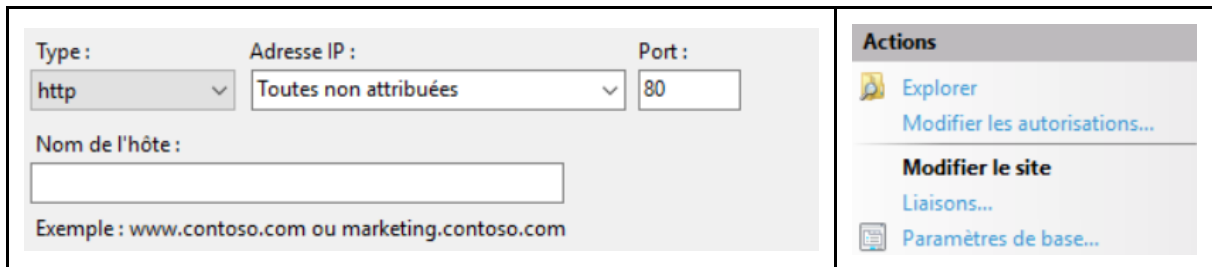 Type :
Adresse IP :
Port :
http
Toutes non attribuées
80
Nom de l'hôte :
Exemple : www.contoso.com ou marketing.contoso.com
Actions
Explorer
Modifier les autorisations...
Modifier le site
Liaisons...
Paramètres de base...